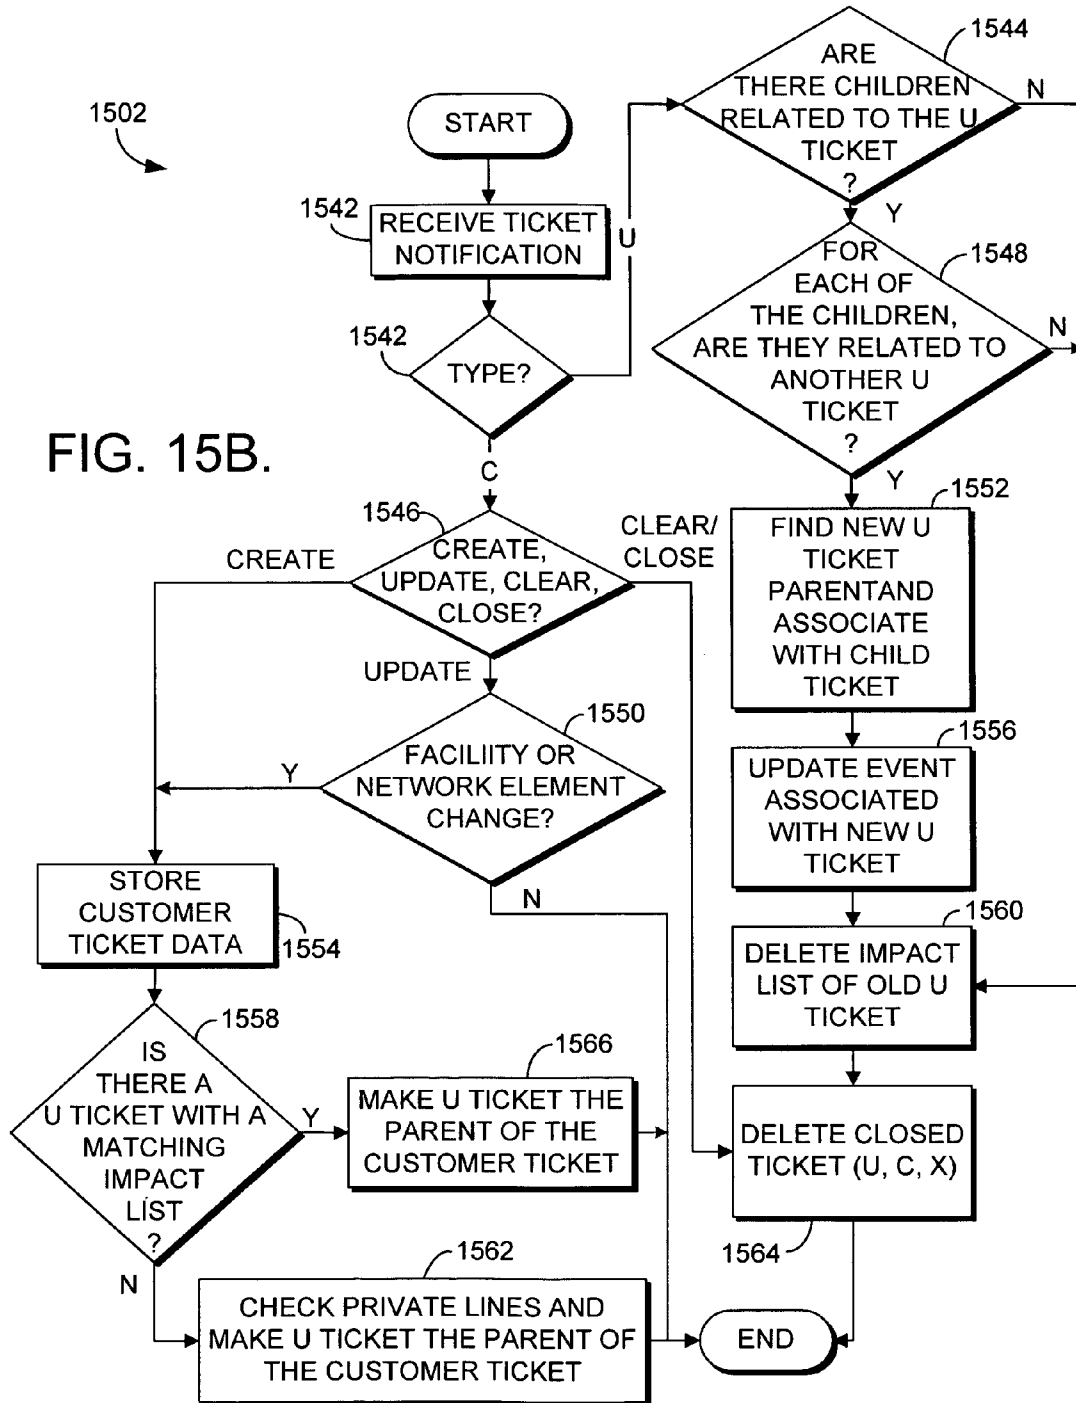 1502
START
1542
RECEIVE TICKET
NOTIFICATION
1542
TYPE?
U
C
FIG. 15B.
1544
ARE
THERE CHILDREN
RELATED TO THE U
TICKET
?
N
Y
1548
FOR
EACH OF
THE CHILDREN,
ARE THEY RELATED TO
ANOTHER U
TICKET
?
N
Y
1546
CREATE,
UPDATE, CLEAR,
CLOSE?
CREATE
CLEAR/
CLOSE
UPDATE
1550
FACILIITY OR
NETWORK ELEMENT
CHANGE?
Y
N
1552
FIND NEW U
TICKET
PARENTAND
ASSOCIATE
WITH CHILD
TICKET
1556
UPDATE EVENT
ASSOCIATED
WITH NEW U
TICKET
1560
DELETE IMPACT
LIST OF OLD U
TICKET
STORE
CUSTOMER
TICKET DATA
1554
1558
IS
THERE A
U TICKET WITH A
MATCHING
IMPACT
LIST
?
Y
N
1566
MAKE U TICKET THE
PARENT OF THE
CUSTOMER TICKET
DELETE CLOSED
TICKET (U, C, X)
1564
1562
CHECK PRIVATE LINES AND
MAKE U TICKET THE PARENT OF
THE CUSTOMER TICKET
END